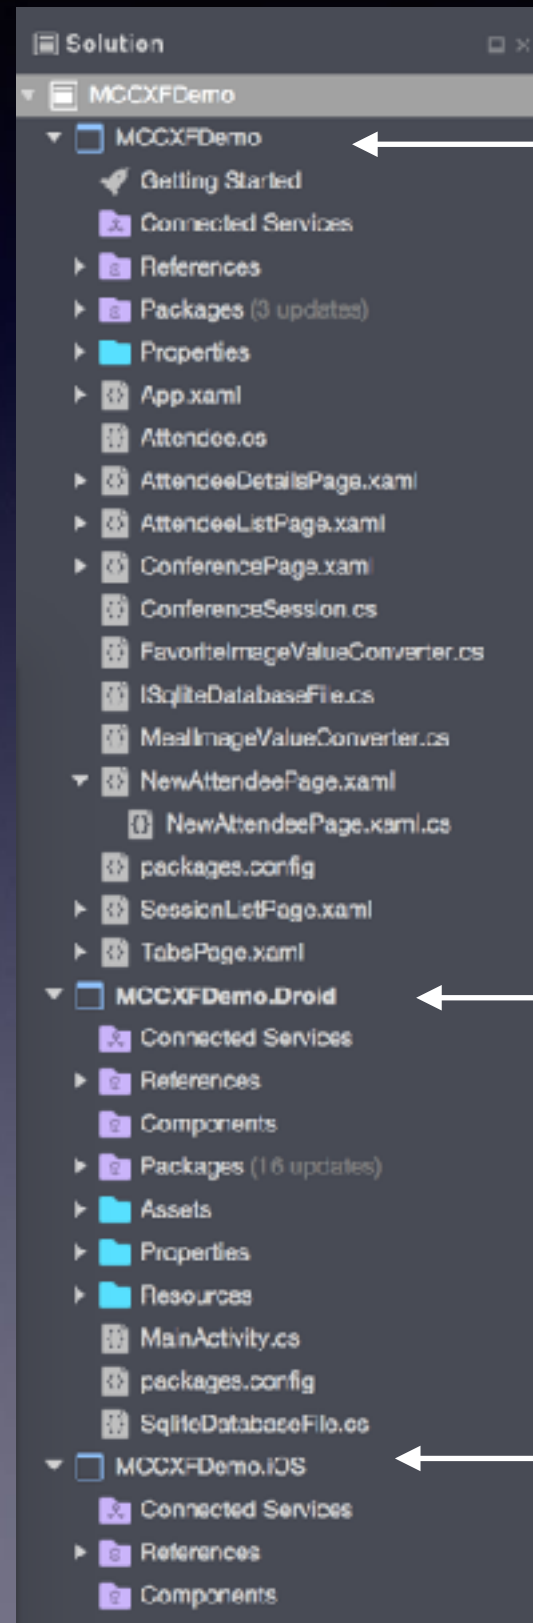 Solution
MCCXFDemo
MCCXFDemo
Getting Started
Connected Services
References
Packages (3 updates)
Properties
App.xaml
Attendee.cs
AttendeeDetailsPage.xaml
AttendeeListPage.xaml
ConferencePage.xaml
ConferenceSession.cs
FavoriteImageValueConverter.cs
ISqliteDatabaseFile.cs
MealImageValueConverter.cs
NewAttendeePage.xaml
NewAttendeePage.xaml.cs
packages.config
SessionListPage.xaml
TabsPage.xaml
MCCXFDemo.Droid
Connected Services
References
Components
Packages (16 updates)
Assets
Properties
Resources
MainActivity.cs
packages.config
SqliteDatabaseFile.cs
MCCXFDemo.iOS
Connected Services
References
Components